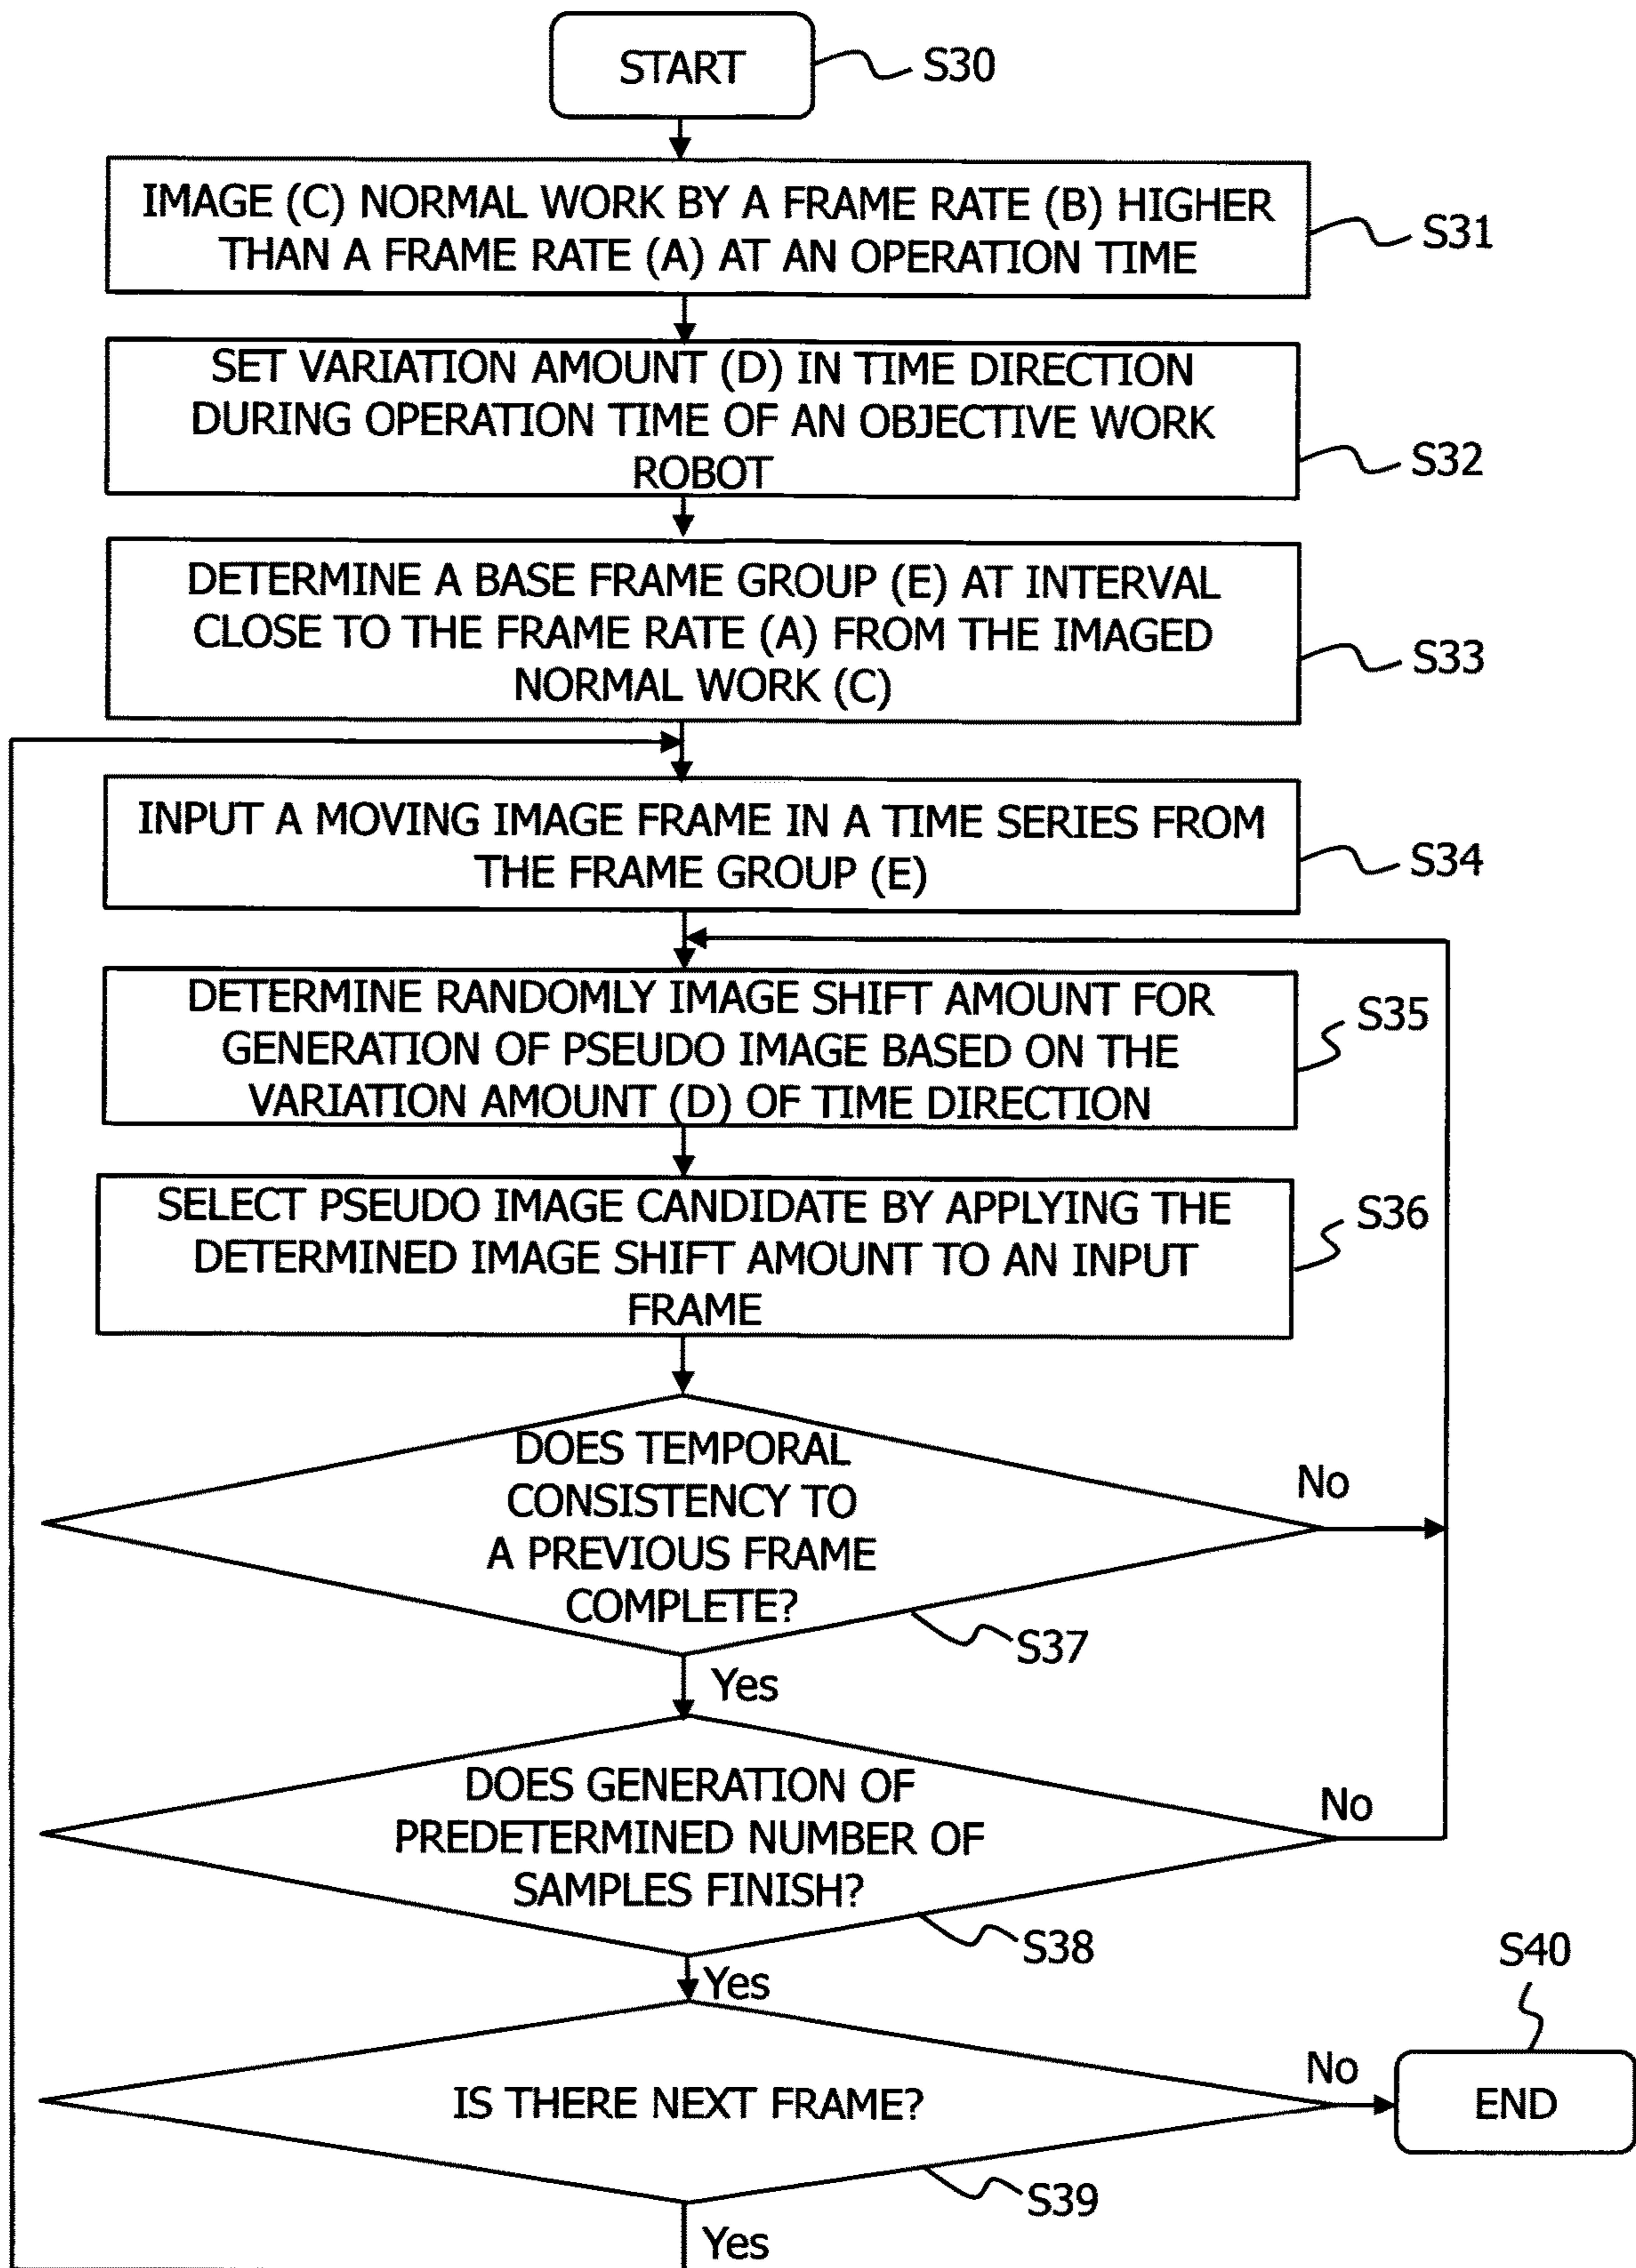 START
S30
IMAGE (C) NORMAL WORK BY A FRAME RATE (B) HIGHER
THAN A FRAME RATE (A) AT AN OPERATION TIME
S31
SET VARIATION AMOUNT (D) IN TIME DIRECTION
DURING OPERATION TIME OF AN OBJECTIVE WORK
ROBOT
S32
DETERMINE A BASE FRAME GROUP (E) AT INTERVAL
CLOSE TO THE FRAME RATE (A) FROM THE IMAGED
NORMAL WORK (C)
S33
INPUT A MOVING IMAGE FRAME IN A TIME SERIES FROM
THE FRAME GROUP (E)
S34
DETERMINE RANDOMLY IMAGE SHIFT AMOUNT FOR
GENERATION OF PSEUDO IMAGE BASED ON THE
VARIATION AMOUNT (D) OF TIME DIRECTION
S35
SELECT PSEUDO IMAGE CANDIDATE BY APPLYING THE
DETERMINED IMAGE SHIFT AMOUNT TO AN INPUT
FRAME
S36
DOES TEMPORAL
CONSISTENCY TO
A PREVIOUS FRAME
COMPLETE?
No
S37
Yes
DOES GENERATION OF
PREDETERMINED NUMBER OF
SAMPLES FINISH?
No
S38
Yes
IS THERE NEXT FRAME?
No
S40
END
S39
Yes